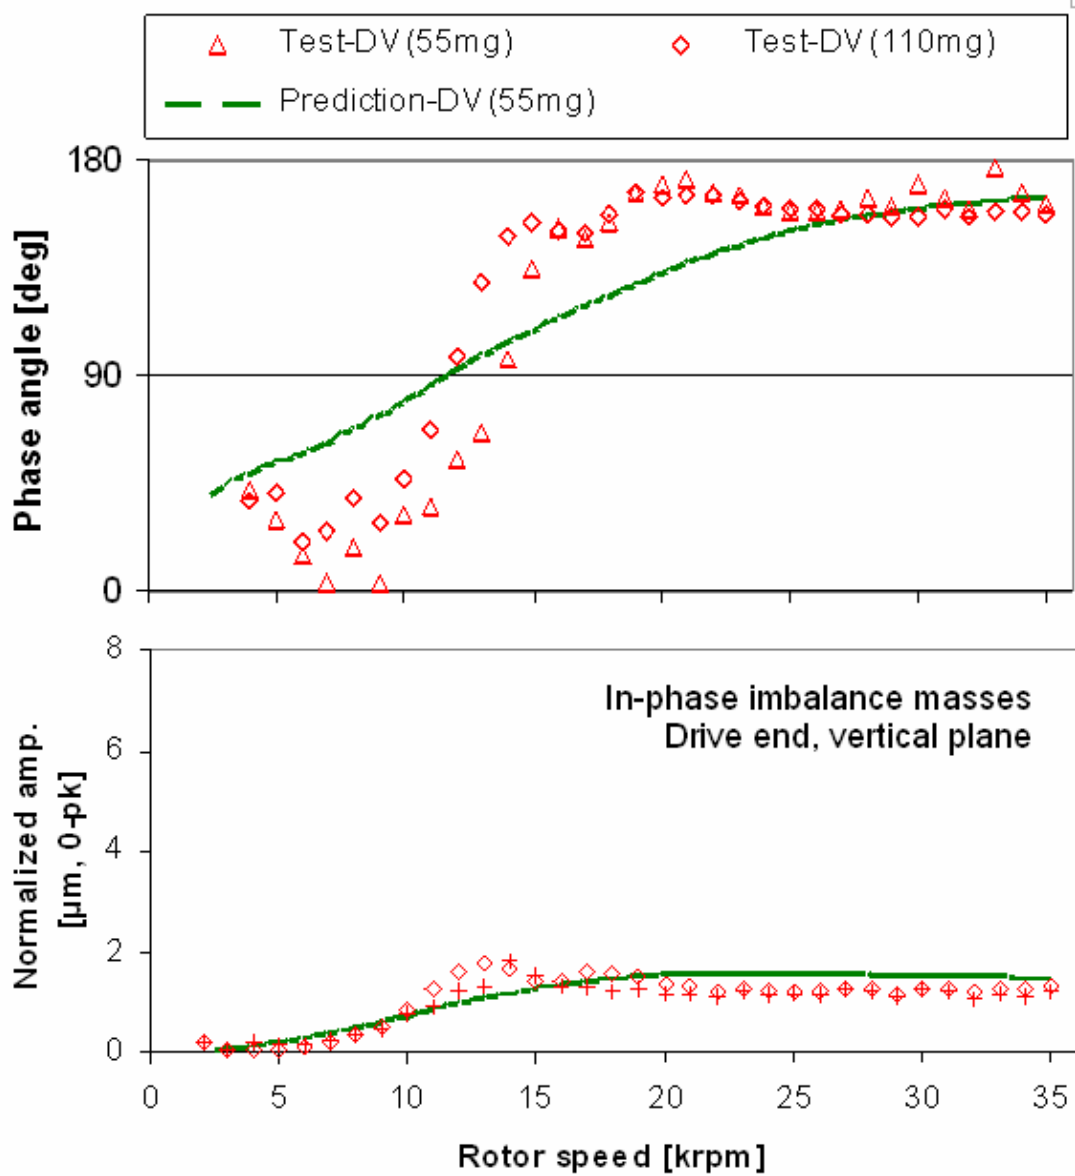 Test-DV(55mg) Test-DV(110mg)
Prediction-DV(55mg)
180
90
0
Phase angle [deg]
8
6
4
2
0
Normalized amp.
[µm, 0-pk]
In-phase imbalance masses
Drive end, vertical plane
0 5 10 15 20 25 30 35
Rotor speed [krpm]